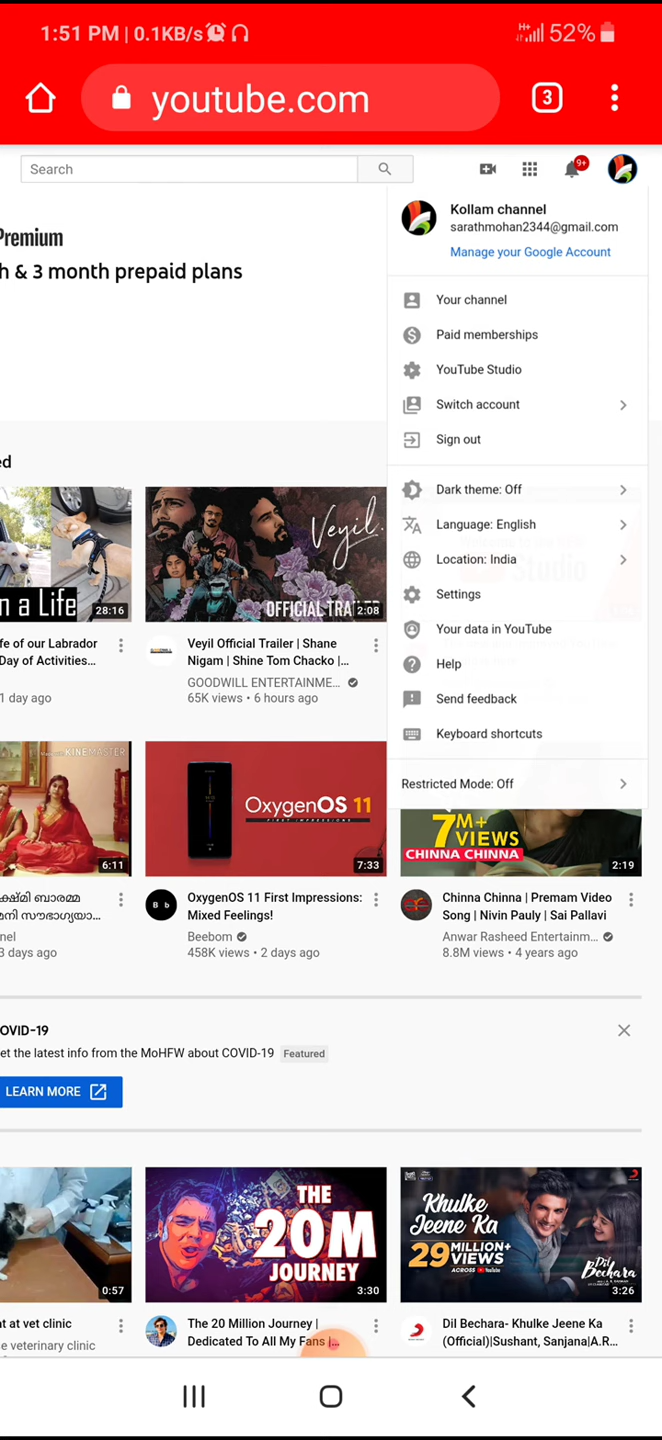 1:51 PM | 0.1KB/s
H+
52%
youtube.com
3
Search
9+
Premium
h & 3 month prepaid plans
Kollam channel
sarathmohan2344@gmail.com
Manage your Google Account
Your channel
Paid memberships
YouTube Studio
Switch account
Sign out
Dark theme: Off
Language: English
Location: India
Settings
Your data in YouTube
Help
Send feedback
Keyboard shortcuts
Restricted Mode: Off
ed
n a Life
28:16
Veyil.
OFFICIAL TRAILER
2:08
Studio
fe of our Labrador
Day of Activities...
1 day ago
Veyil Official Trailer | Shane
Nigam | Shine Tom Chacko |...
GOODWILL ENTERTAINME...
65K views • 6 hours ago
Made with KINEMASTER
6:11
OxygenOS 11
FIRST IMPRESSIONS
7:33
7M+
VIEWS
CHINNA CHINNA
2:19
ക്ഷ്മി ബാരമ്മ
മനി സൗഭാഗ്യയാ...
nel
3 days ago
B b
OxygenOS 11 First Impressions:
Mixed Feelings!
Beebom
458K views • 2 days ago
Chinna Chinna | Premam Video
Song | Nivin Pauly | Sai Pallavi
Anwar Rasheed Entertainm...
8.8M views • 4 years ago
OVID-19
et the latest info from the MoHFW about COVID-19 Featured
LEARN MORE
0:57
THE
20M
JOURNEY
3:30
Khulke
Jeene Ka
29 MILLION+
VIEWS
ACROSS YouTube
Dil
Bechara
3:26
at at vet clinic
e veterinary clinic
The 20 Million Journey |
Dedicated To All My Fans |...
Dil Bechara- Khulke Jeene Ka
(Official)|Sushant, Sanjana|A.R...